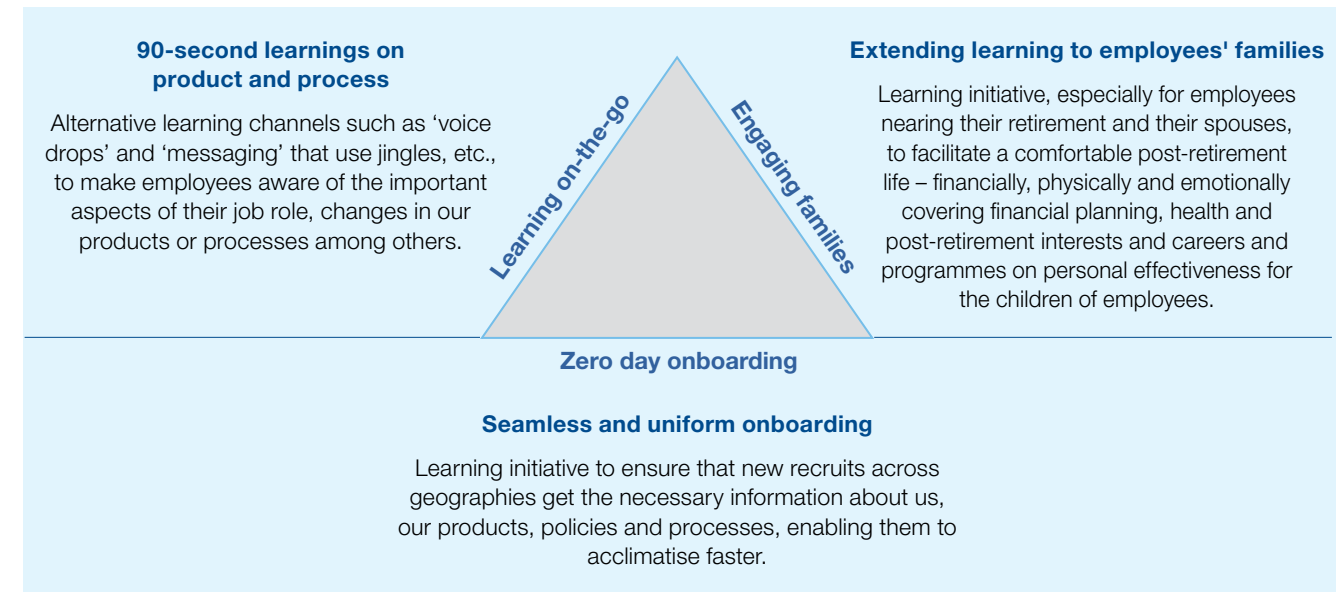 90-second learnings on
product and process
Alternative learning channels such as ‘voice
drops’ and ‘messaging’ that use jingles, etc.,
to make employees aware of the important
aspects of their job role, changes in our
products or processes among others.
Learning on-the-go
Engaging families
Extending learning to employees' families
Learning initiative, especially for employees
nearing their retirement and their spouses,
to facilitate a comfortable post-retirement
life – financially, physically and emotionally
covering financial planning, health and
post-retirement interests and careers and
programmes on personal effectiveness for
the children of employees.
Zero day onboarding
Seamless and uniform onboarding
Learning initiative to ensure that new recruits across
geographies get the necessary information about us,
our products, policies and processes, enabling them to
acclimatise faster.